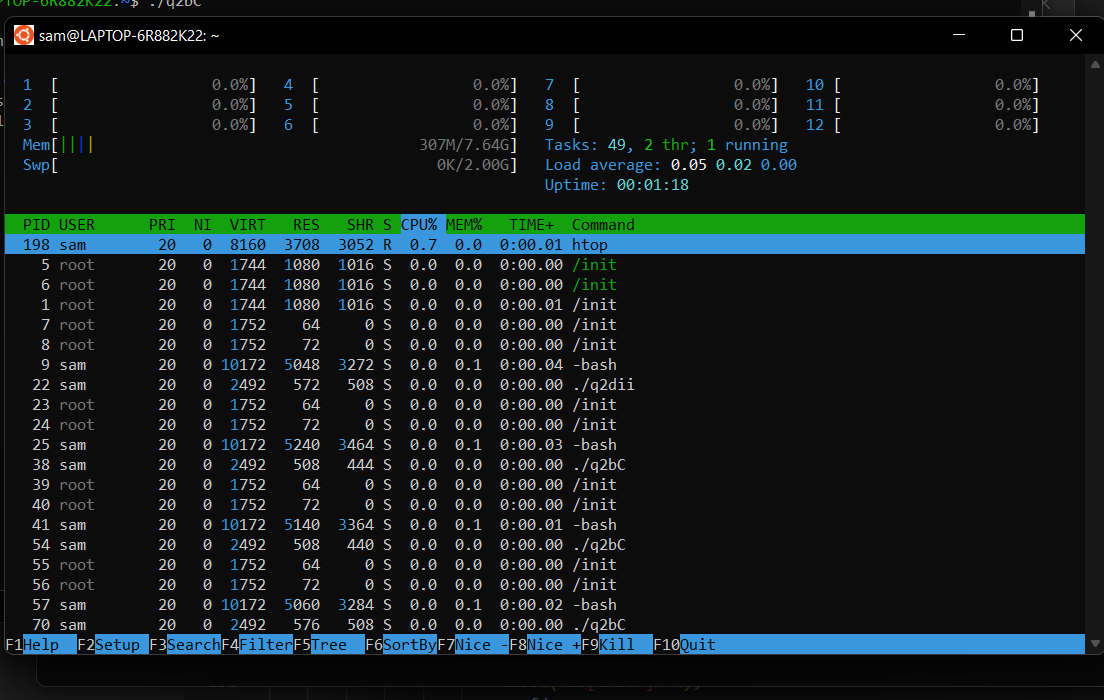 TOP-6R882K22:~$ ./q2bC
sam@LAPTOP-6R882K22: ~
1 [ 0.0%] 4 [ 0.0%] 7 [ 0.0%] 10 [ 0.0%]
2 [ 0.0%] 5 [ 0.0%] 8 [ 0.0%] 11 [ 0.0%]
3 [ 0.0%] 6 [ 0.0%] 9 [ 0.0%] 12 [ 0.0%]
Mem[|||| 307M/7.64G] Tasks: 49, 2 thr; 1 running
Swp[ 0K/2.00G] Load average: 0.05 0.02 0.00
Uptime: 00:01:18
PID USER PRI NI VIRT RES SHR S CPU% MEM% TIME+ Command
198 sam 20 0 8160 3708 3052 R 0.7 0.0 0:00.01 htop
5 root 20 0 1744 1080 1016 S 0.0 0.0 0:00.00 /init
6 root 20 0 1744 1080 1016 S 0.0 0.0 0:00.00 /init
1 root 20 0 1744 1080 1016 S 0.0 0.0 0:00.01 /init
7 root 20 0 1752 64 0 S 0.0 0.0 0:00.00 /init
8 root 20 0 1752 72 0 S 0.0 0.0 0:00.00 /init
9 sam 20 0 10172 5048 3272 S 0.0 0.1 0:00.04 -bash
22 sam 20 0 2492 572 508 S 0.0 0.0 0:00.00 ./q2dii
23 root 20 0 1752 64 0 S 0.0 0.0 0:00.00 /init
24 root 20 0 1752 72 0 S 0.0 0.0 0:00.00 /init
25 sam 20 0 10172 5240 3464 S 0.0 0.1 0:00.03 -bash
38 sam 20 0 2492 508 444 S 0.0 0.0 0:00.00 ./q2bC
39 root 20 0 1752 64 0 S 0.0 0.0 0:00.00 /init
40 root 20 0 1752 72 0 S 0.0 0.0 0:00.00 /init
41 sam 20 0 10172 5140 3364 S 0.0 0.1 0:00.01 -bash
54 sam 20 0 2492 508 440 S 0.0 0.0 0:00.00 ./q2bC
55 root 20 0 1752 64 0 S 0.0 0.0 0:00.00 /init
56 root 20 0 1752 72 0 S 0.0 0.0 0:00.00 /init
57 sam 20 0 10172 5060 3284 S 0.0 0.1 0:00.02 -bash
70 sam 20 0 2492 576 508 S 0.0 0.0 0:00.00 ./q2bC
F1Help F2Setup F3SearchF4FilterF5Tree F6SortByF7Nice -F8Nice +F9Kill F10Quit